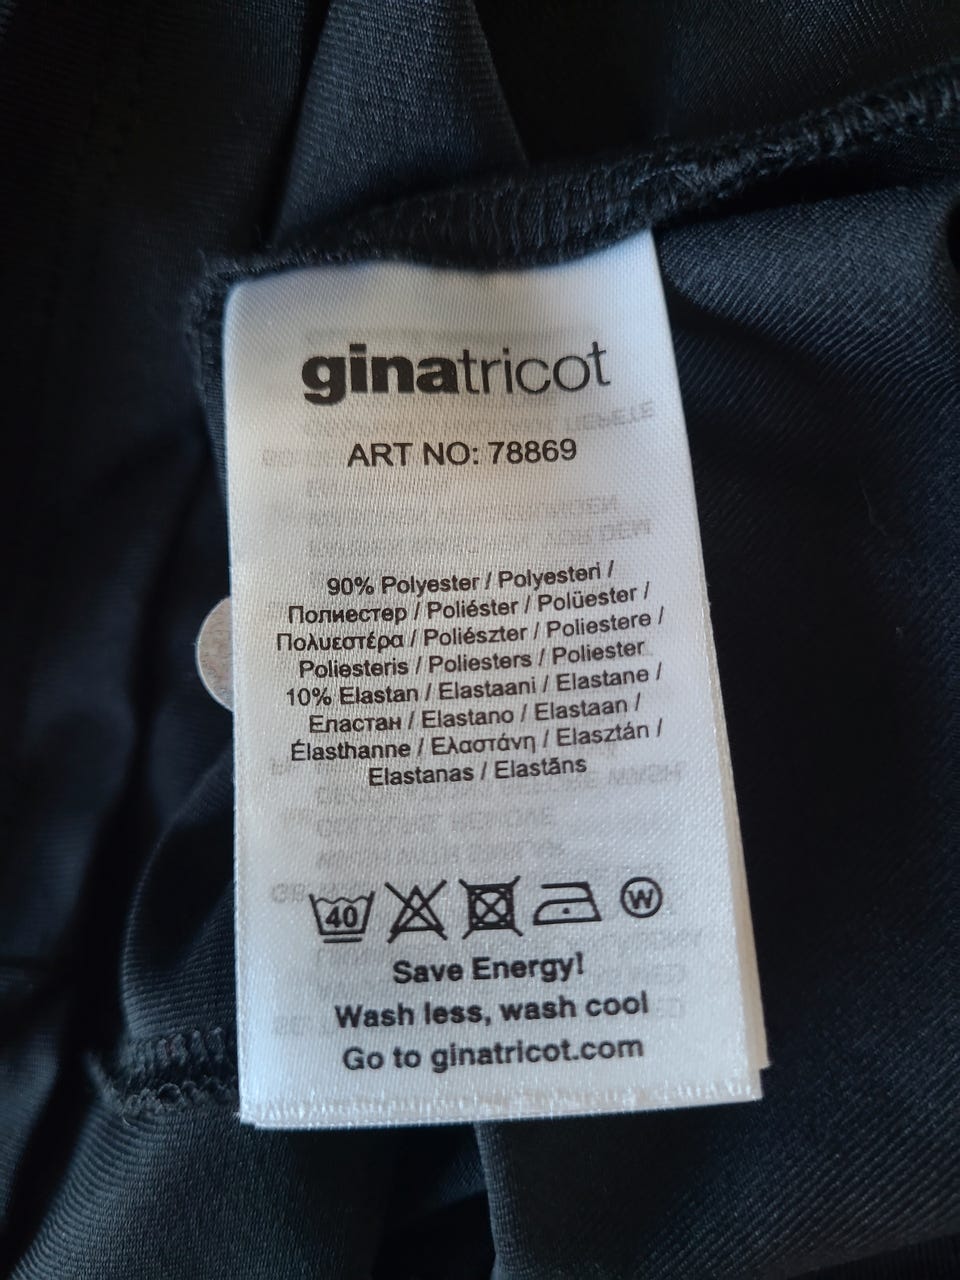 ginatricot
ART NO: 78869
90% Polyester / Polyesteri /
Полиестер / Poliéster / Polüester /
Πολυεστέρα / Poliészter / Poliestere /
Poliesteris / Poliesters / Poliester
10% Elastan / Elastaani / Elastane /
Еластан / Elastano / Elastaan /
Élasthanne / Ελαστάνη / Elasztán /
Elastanas / Elastāns
40
W
Save Energy!
Wash less, wash cool
Go to ginatricot.com